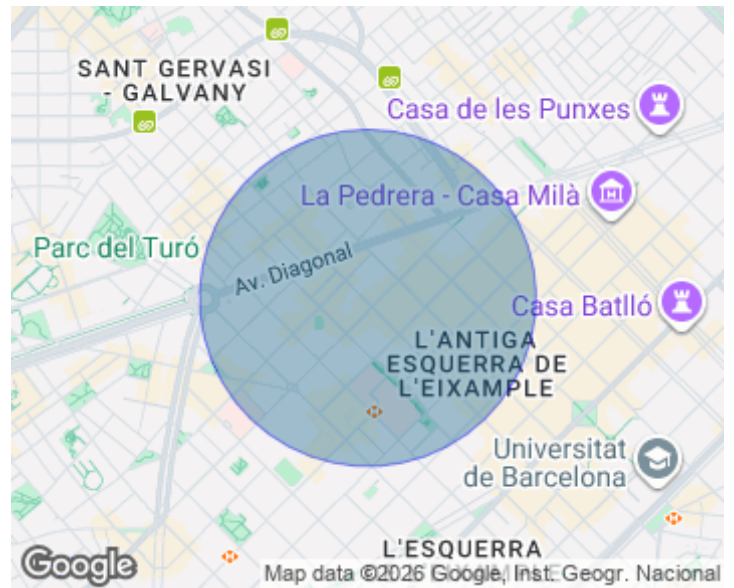 SANT GERVASI
- GALVANY
Casa de les Punxes
La Pedrera - Casa Milà
Parc del Turó
Av. Diagonal
Casa Batlló
L'ANTIGA
ESQUERRA DE
L'EIXAMPLE
Universitat
de Barcelona
L'ESQUERRA
Google
Map data ©2026 Google, Inst. Geogr. Nacional